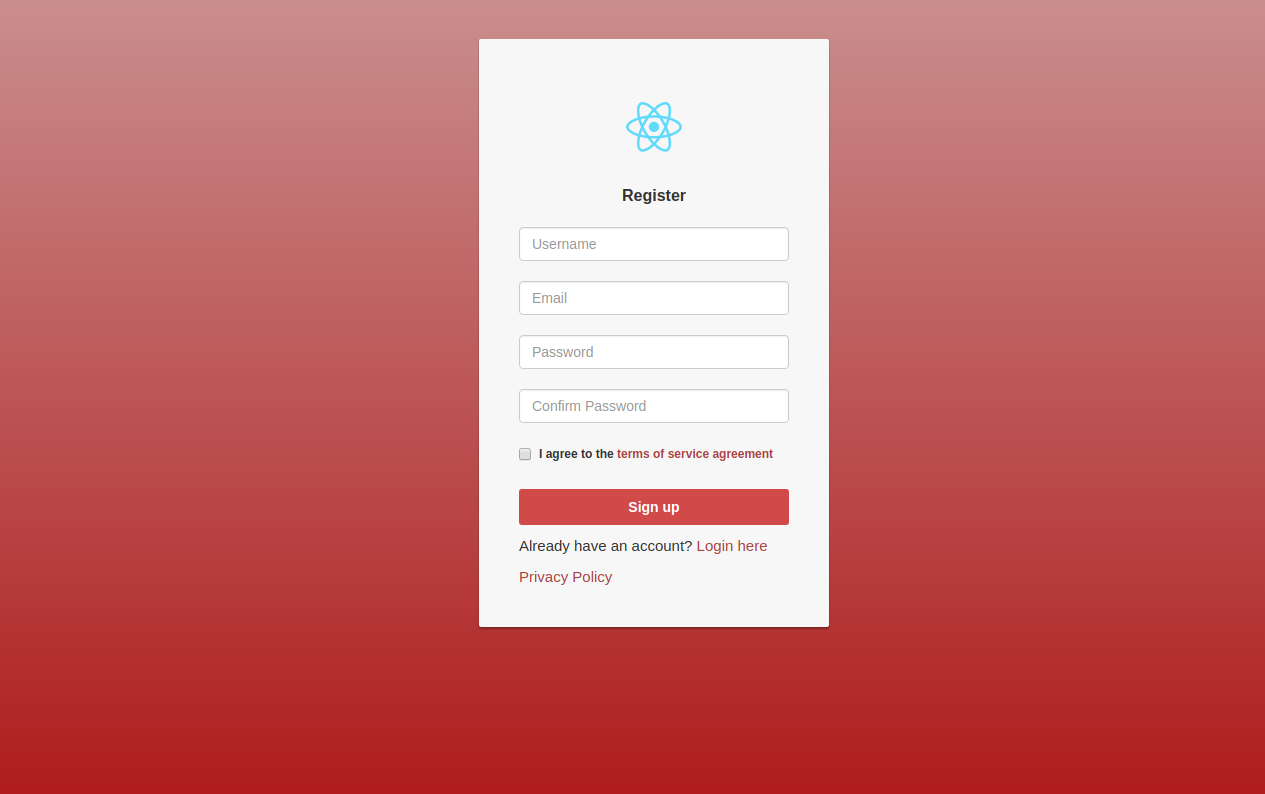 Register
Username
Email
Password
Confirm Password
I agree to the terms of service agreement
Sign up
Already have an account? Login here
Privacy Policy